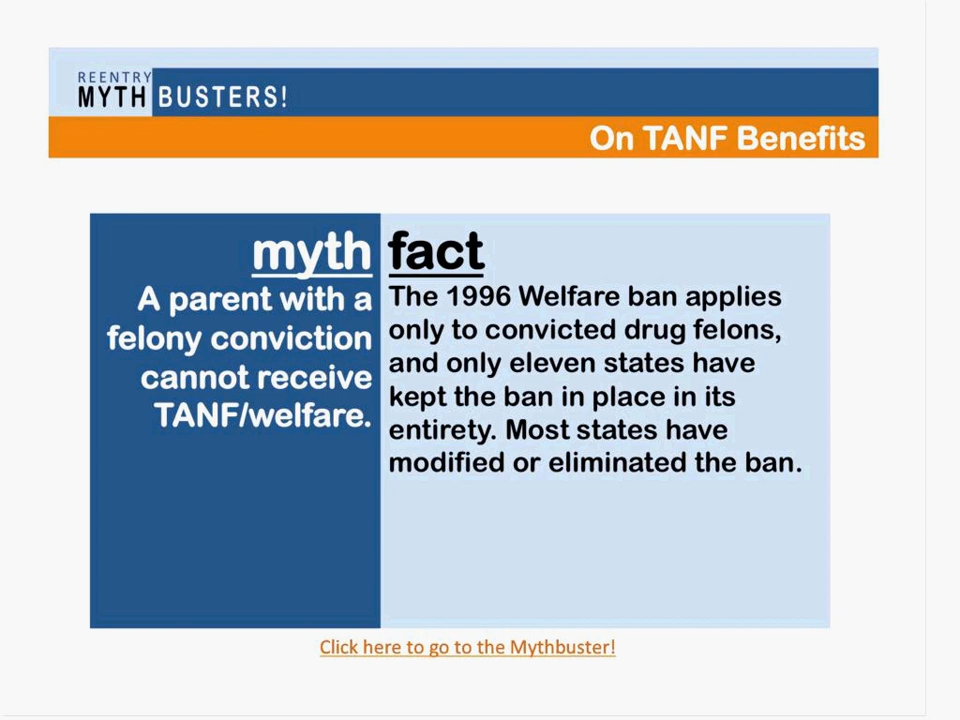 REENTRY
MYTH BUSTERS!
On TANF Benefits
myth
A parent with a
felony conviction
cannot receive
TANF/welfare.
fact
The 1996 Welfare ban applies
only to convicted drug felons,
and only eleven states have
kept the ban in place in its
entirety. Most states have
modified or eliminated the ban.
Click here to go to the Mythbuster!